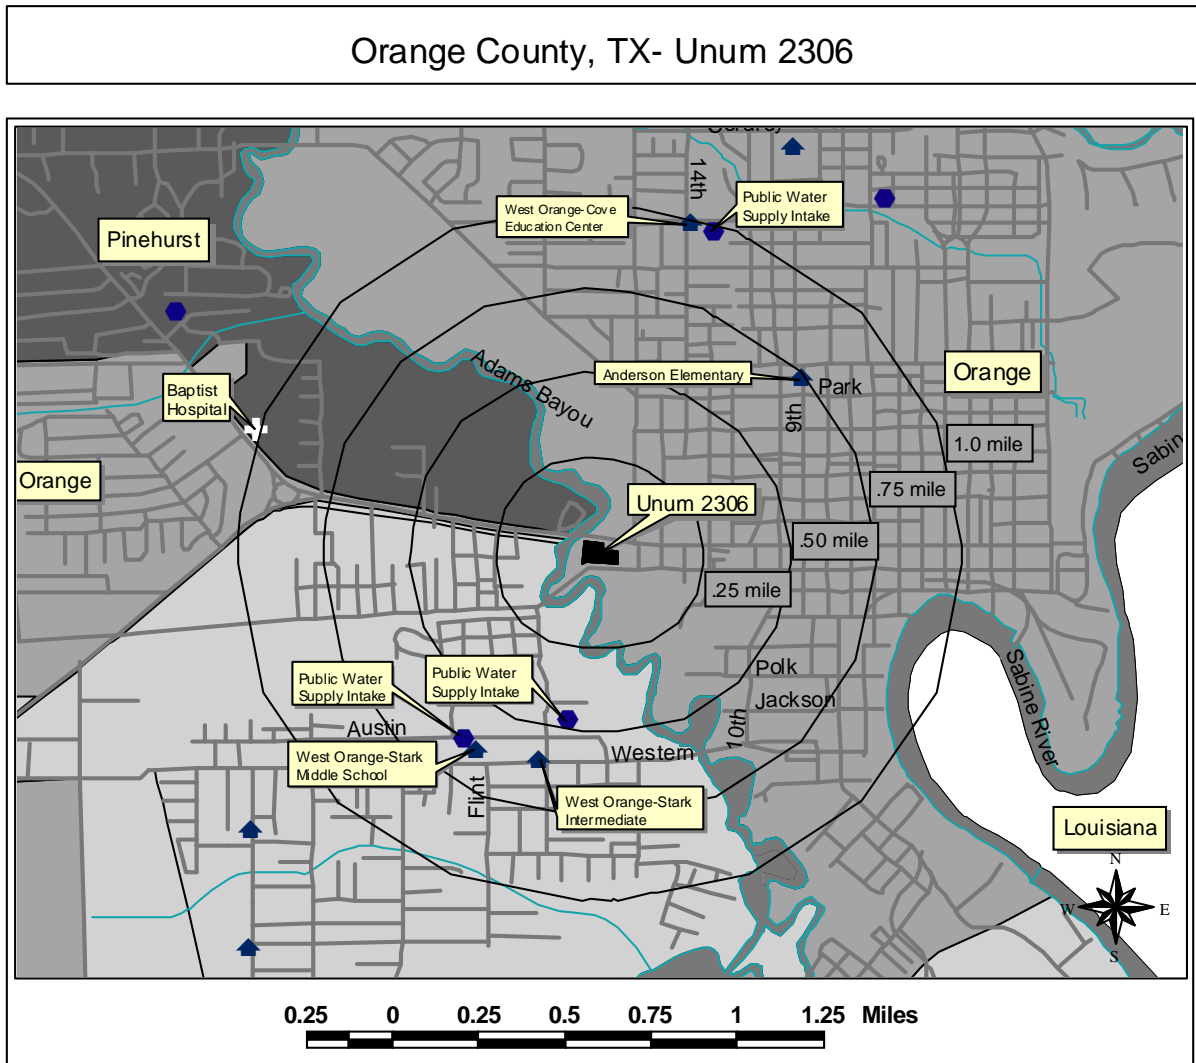 Orange County, TX- Unum 2306
14th
West Orange-Cove
Education Center
Public Water
Supply Intake
Pinehurst
Adams Bayou
Anderson Elementary
Park
Orange
Baptist
Hospital
9th
1.0 mile
Sabin
Orange
.75 mile
Unum 2306
.50 mile
.25 mile
Public Water
Supply Intake
Public Water
Supply Intake
Polk
Jackson
Sabine River
Austin
10th
Western
West Orange-Stark
Middle School
Flint
West Orange-Stark
Intermediate
Louisiana
N
W
E
S
0.25 0 0.25 0.5 0.75 1 1.25 Miles